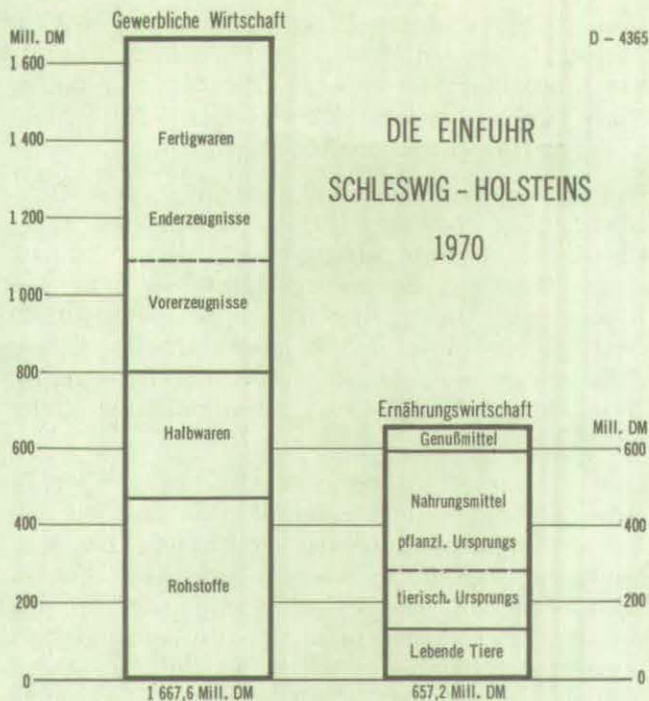 Gewerbliche Wirtschaft
Mill. DM
D – 4365
1 600
1 400
1 200
1 000
800
600
400
200
0
Fertigwaren
Enderzeugnisse
Vorerzeugnisse
Halbwaren
Rohstoffe
1 667,6 Mill. DM
DIE EINFUHR
SCHLESWIG - HOLSTEINS
1970
Ernährungswirtschaft
Mill. DM
600
400
200
0
Genußmittel
Nahrungsmittel
pflanzl. Ursprungs
tierisch. Ursprungs
Lebende Tiere
657,2 Mill. DM